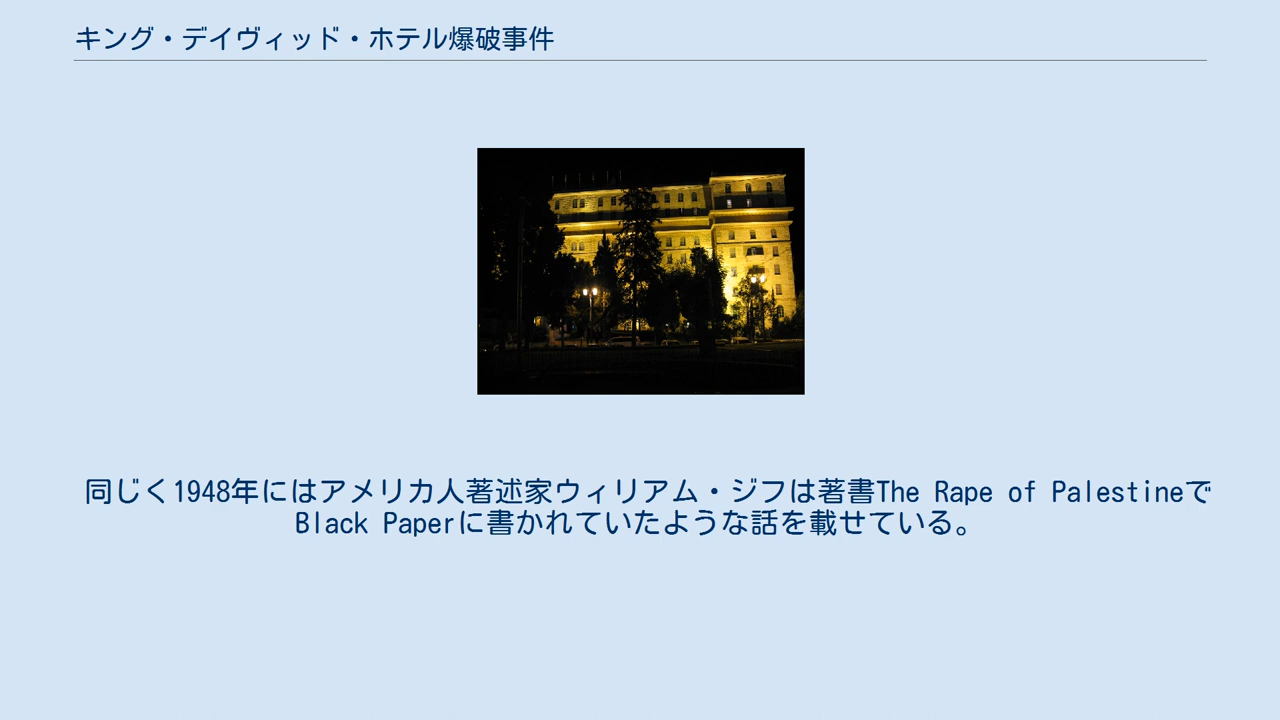 キング・デイヴィッド・ホテル爆破事件
同じく1948年にはアメリカ人著述家ウィリアム・ジフは著書The Rape of Palestineで
Black Paperに書かれていたような話を載せている。